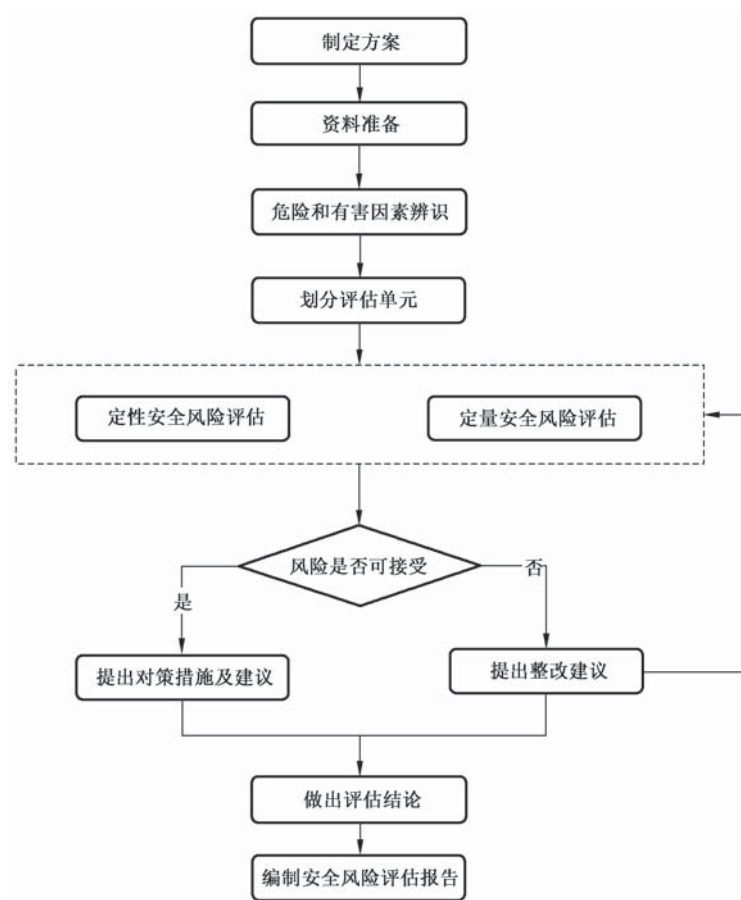 制定方案
资料准备
危险和有害因素辨识
划分评估单元
定性安全风险评估
定量安全风险评估
风险是否可接受
是
否
提出对策措施及建议
提出整改建议
做出评估结论
编制安全风险评估报告